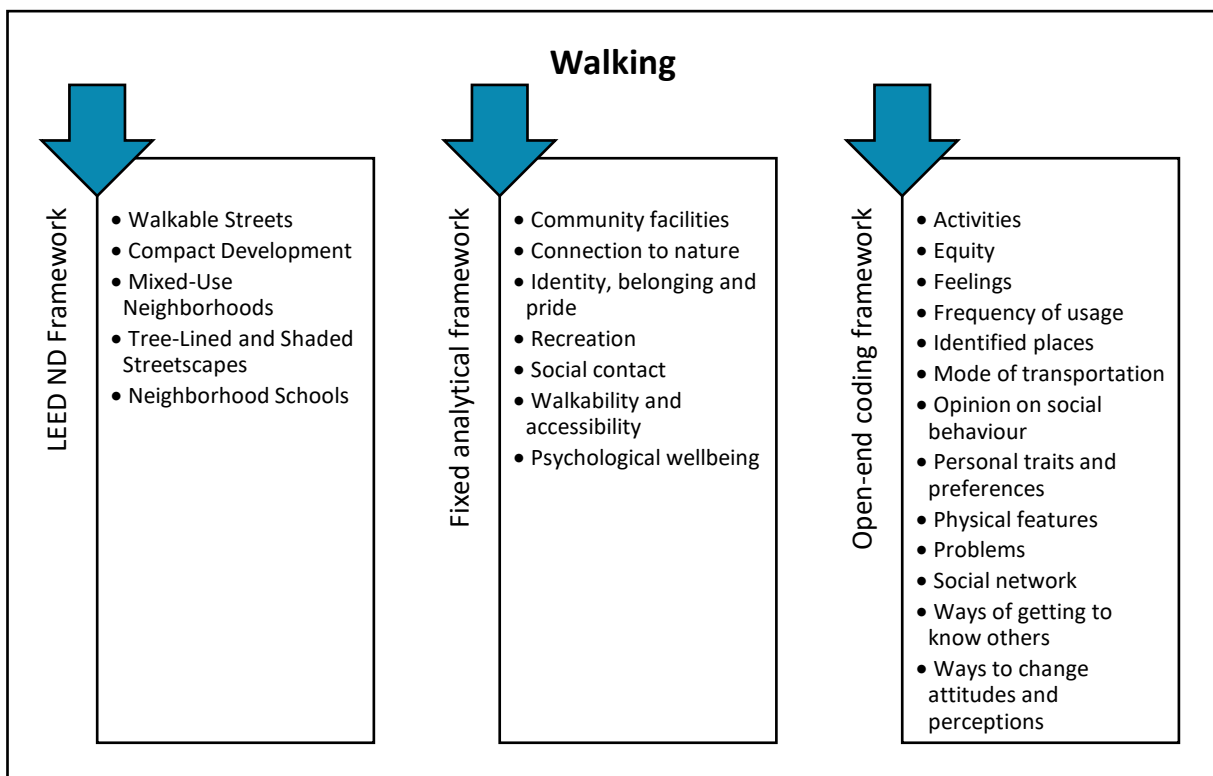 Walking
LEED ND Framework
• Walkable Streets
• Compact Development
• Mixed-Use
Neighborhoods
• Tree-Lined and Shaded
Streetscapes
• Neighborhood Schools
Fixed analytical framework
• Community facilities
• Connection to nature
• Identity, belonging and
pride
• Recreation
• Social contact
• Walkability and
accessibility
• Psychological wellbeing
Open-end coding framework
• Activities
• Equity
• Feelings
• Frequency of usage
• Identified places
• Mode of transportation
• Opinion on social
behaviour
• Personal traits and
preferences
• Physical features
• Problems
• Social network
• Ways of getting to
know others
• Ways to change
attitudes and
perceptions